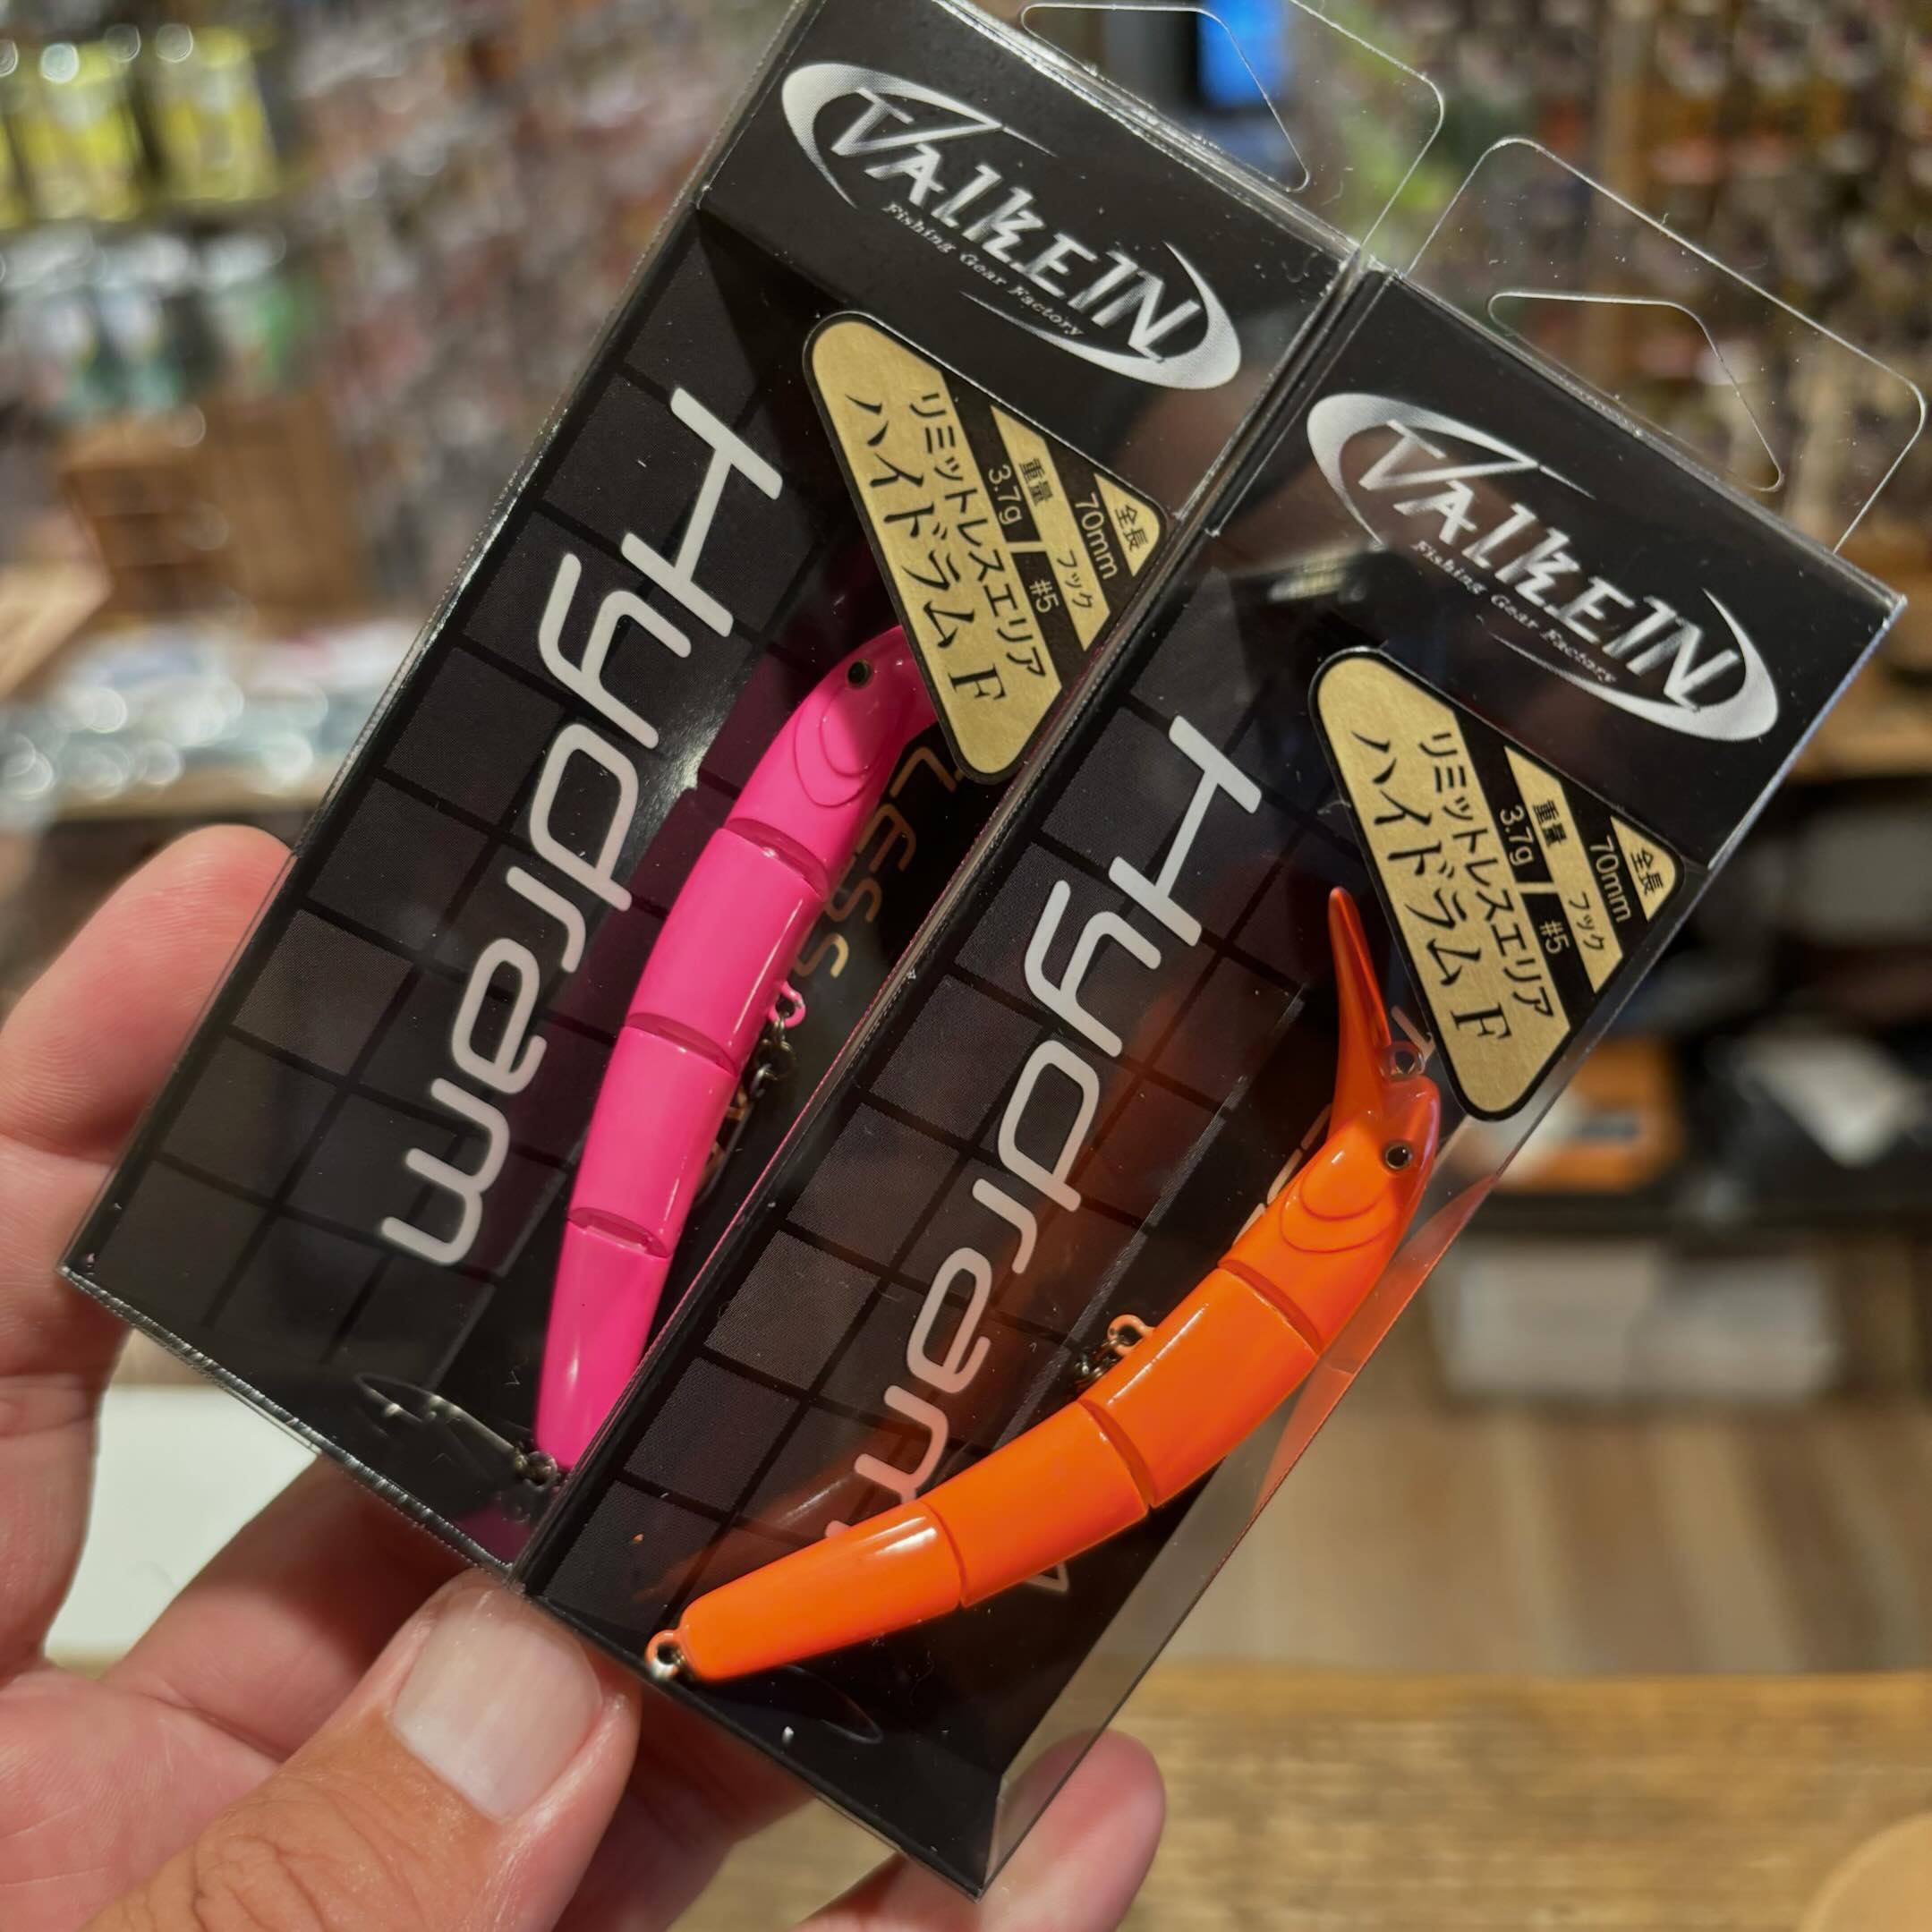 VALKEIN
Fishing Gear Factory
Hydram
全長
70mm
重量
3.7g
フック
#5
リミットレスエリア
ハイドラム F
LESS
VALKEIN
Fishing Gear Factory
Hydram
全長
70mm
重量
3.7g
フック
#5
リミットレスエリア
ハイドラム F